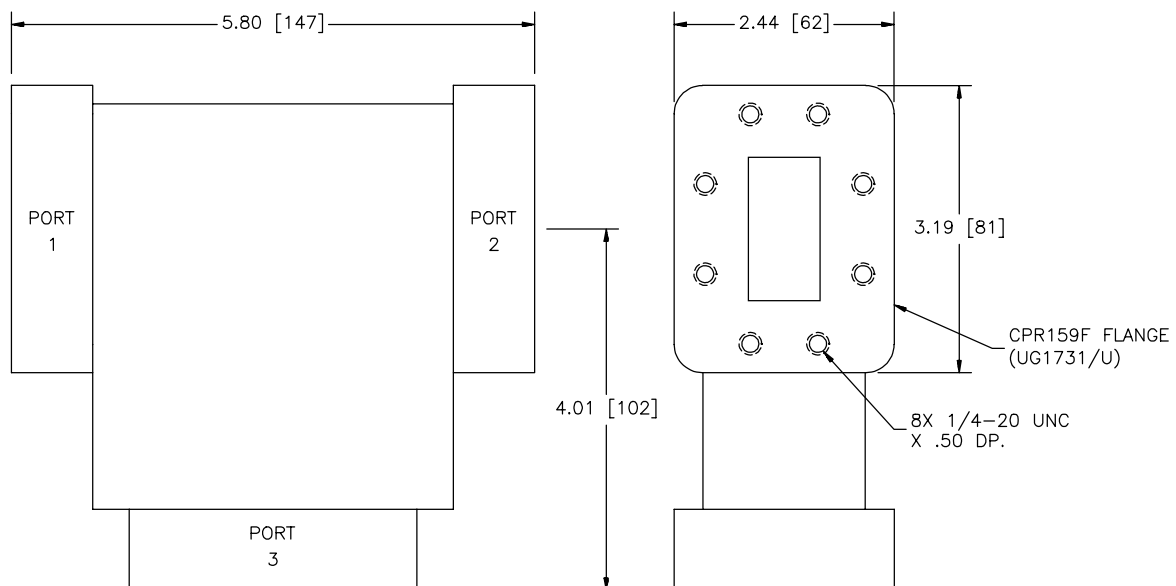 5.80 [147]
2.44 [62]
PORT
1
PORT
2
3.19 [81]
CPR159F FLANGE
(UG1731/U)
4.01 [102]
8X 1/4-20 UNC
X .50 DP.
PORT
3